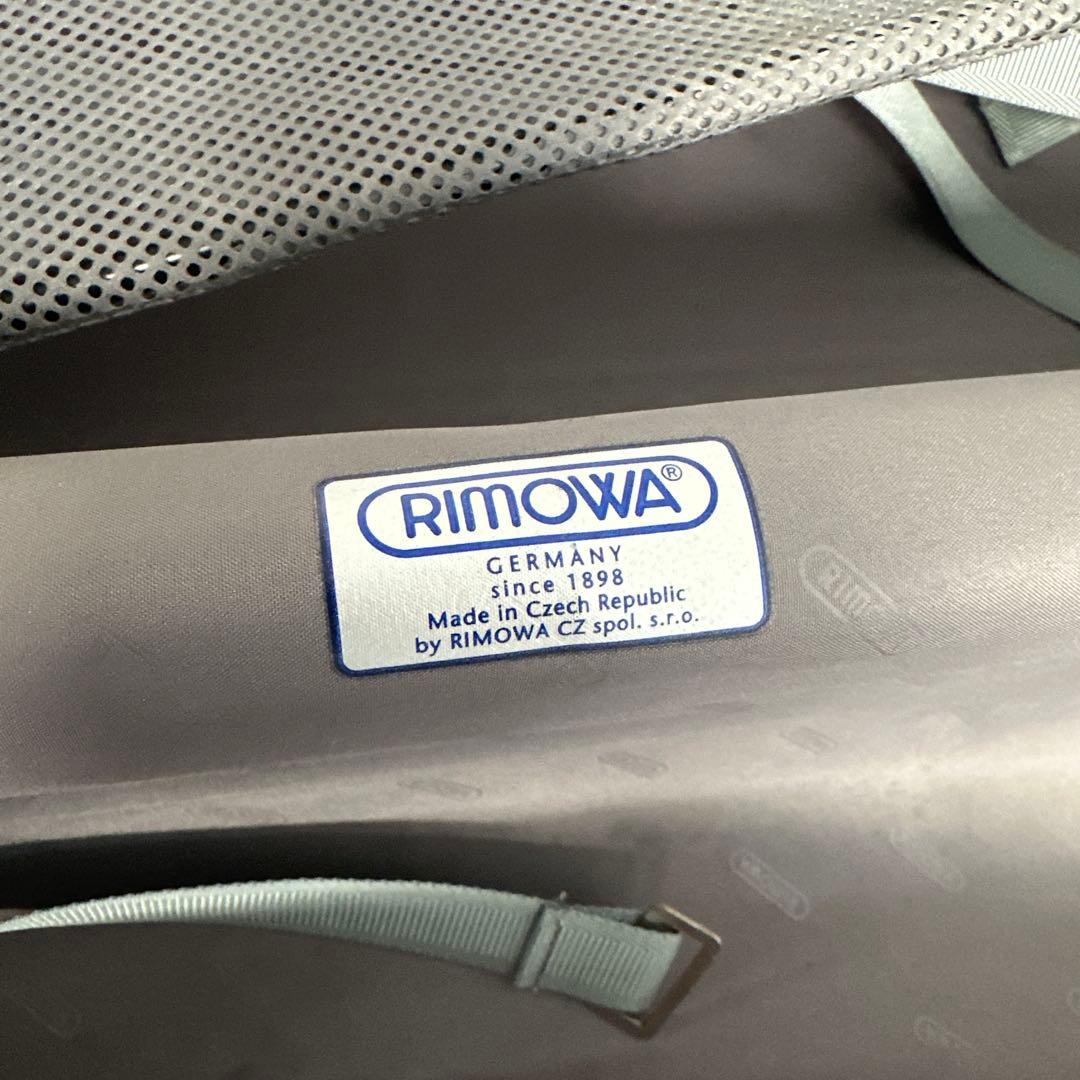 RIMOWA®
GERMANY
since 1898
Made in Czech Republic
by RIMOWA CZ spol. s.r.o.